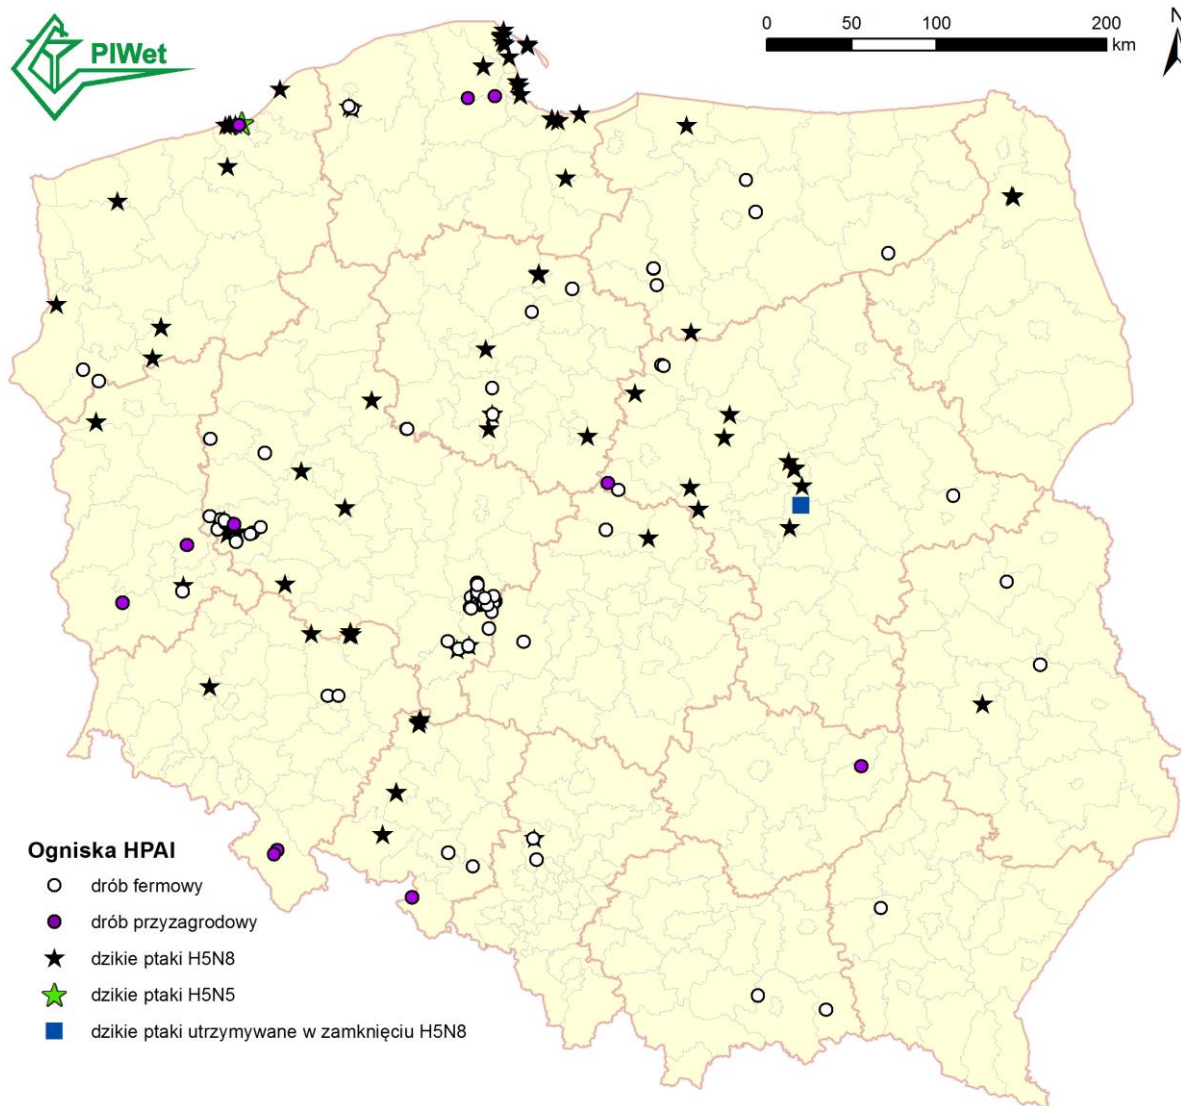 PIWet
0 50 100 200
km
N
Ogniska HPAI
drób fermowy
drób przyzagrodowy
dzikie ptaki H5N8
dzikie ptaki H5N5
dzikie ptaki utrzymywane w zamknięciu H5N8